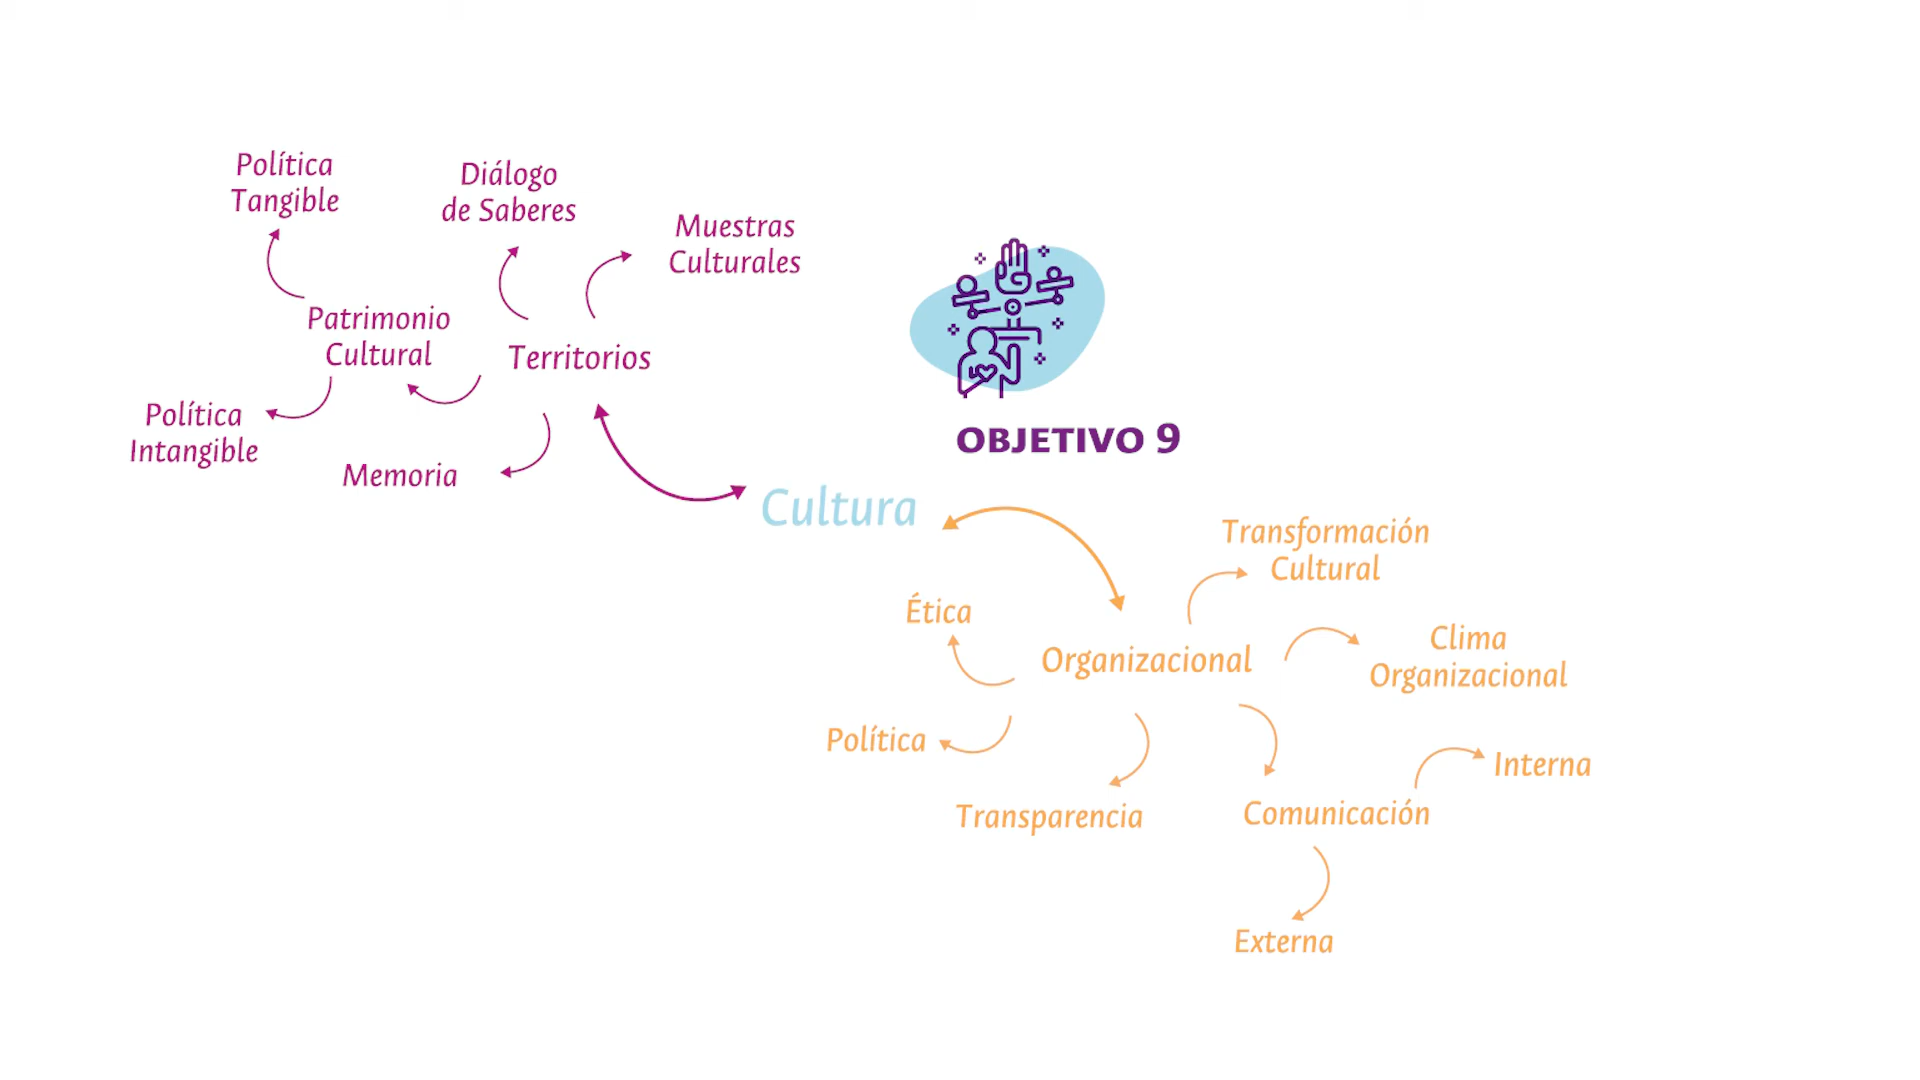 Política
Tangible
Diálogo
de Saberes
Muestras
Culturales
Patrimonio
Cultural
Territorios
Política
Intangible
Memoria
OBJETIVO 9
Cultura
Transformación
Cultural
Ética
Organizacional
Clima
Organizacional
Política
Transparencia
Comunicación
Interna
Externa